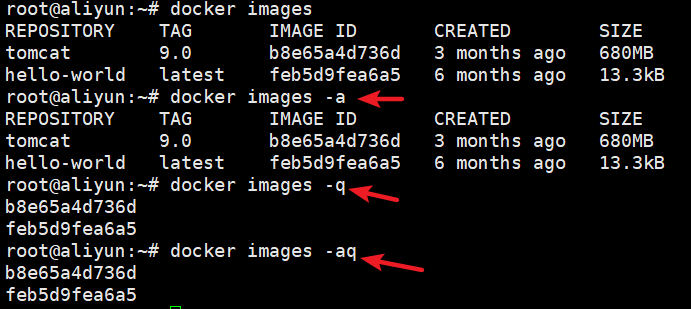 root@aliyun:~# docker images
REPOSITORY    TAG       IMAGE ID       CREATED        SIZE
tomcat        9.0       b8e65a4d736d   3 months ago   680MB
hello-world   latest    feb5d9fea6a5   6 months ago   13.3kB
root@aliyun:~# docker images -a
REPOSITORY    TAG       IMAGE ID       CREATED        SIZE
tomcat        9.0       b8e65a4d736d   3 months ago   680MB
hello-world   latest    feb5d9fea6a5   6 months ago   13.3kB
root@aliyun:~# docker images -q
b8e65a4d736d
feb5d9fea6a5
root@aliyun:~# docker images -aq
b8e65a4d736d
feb5d9fea6a5